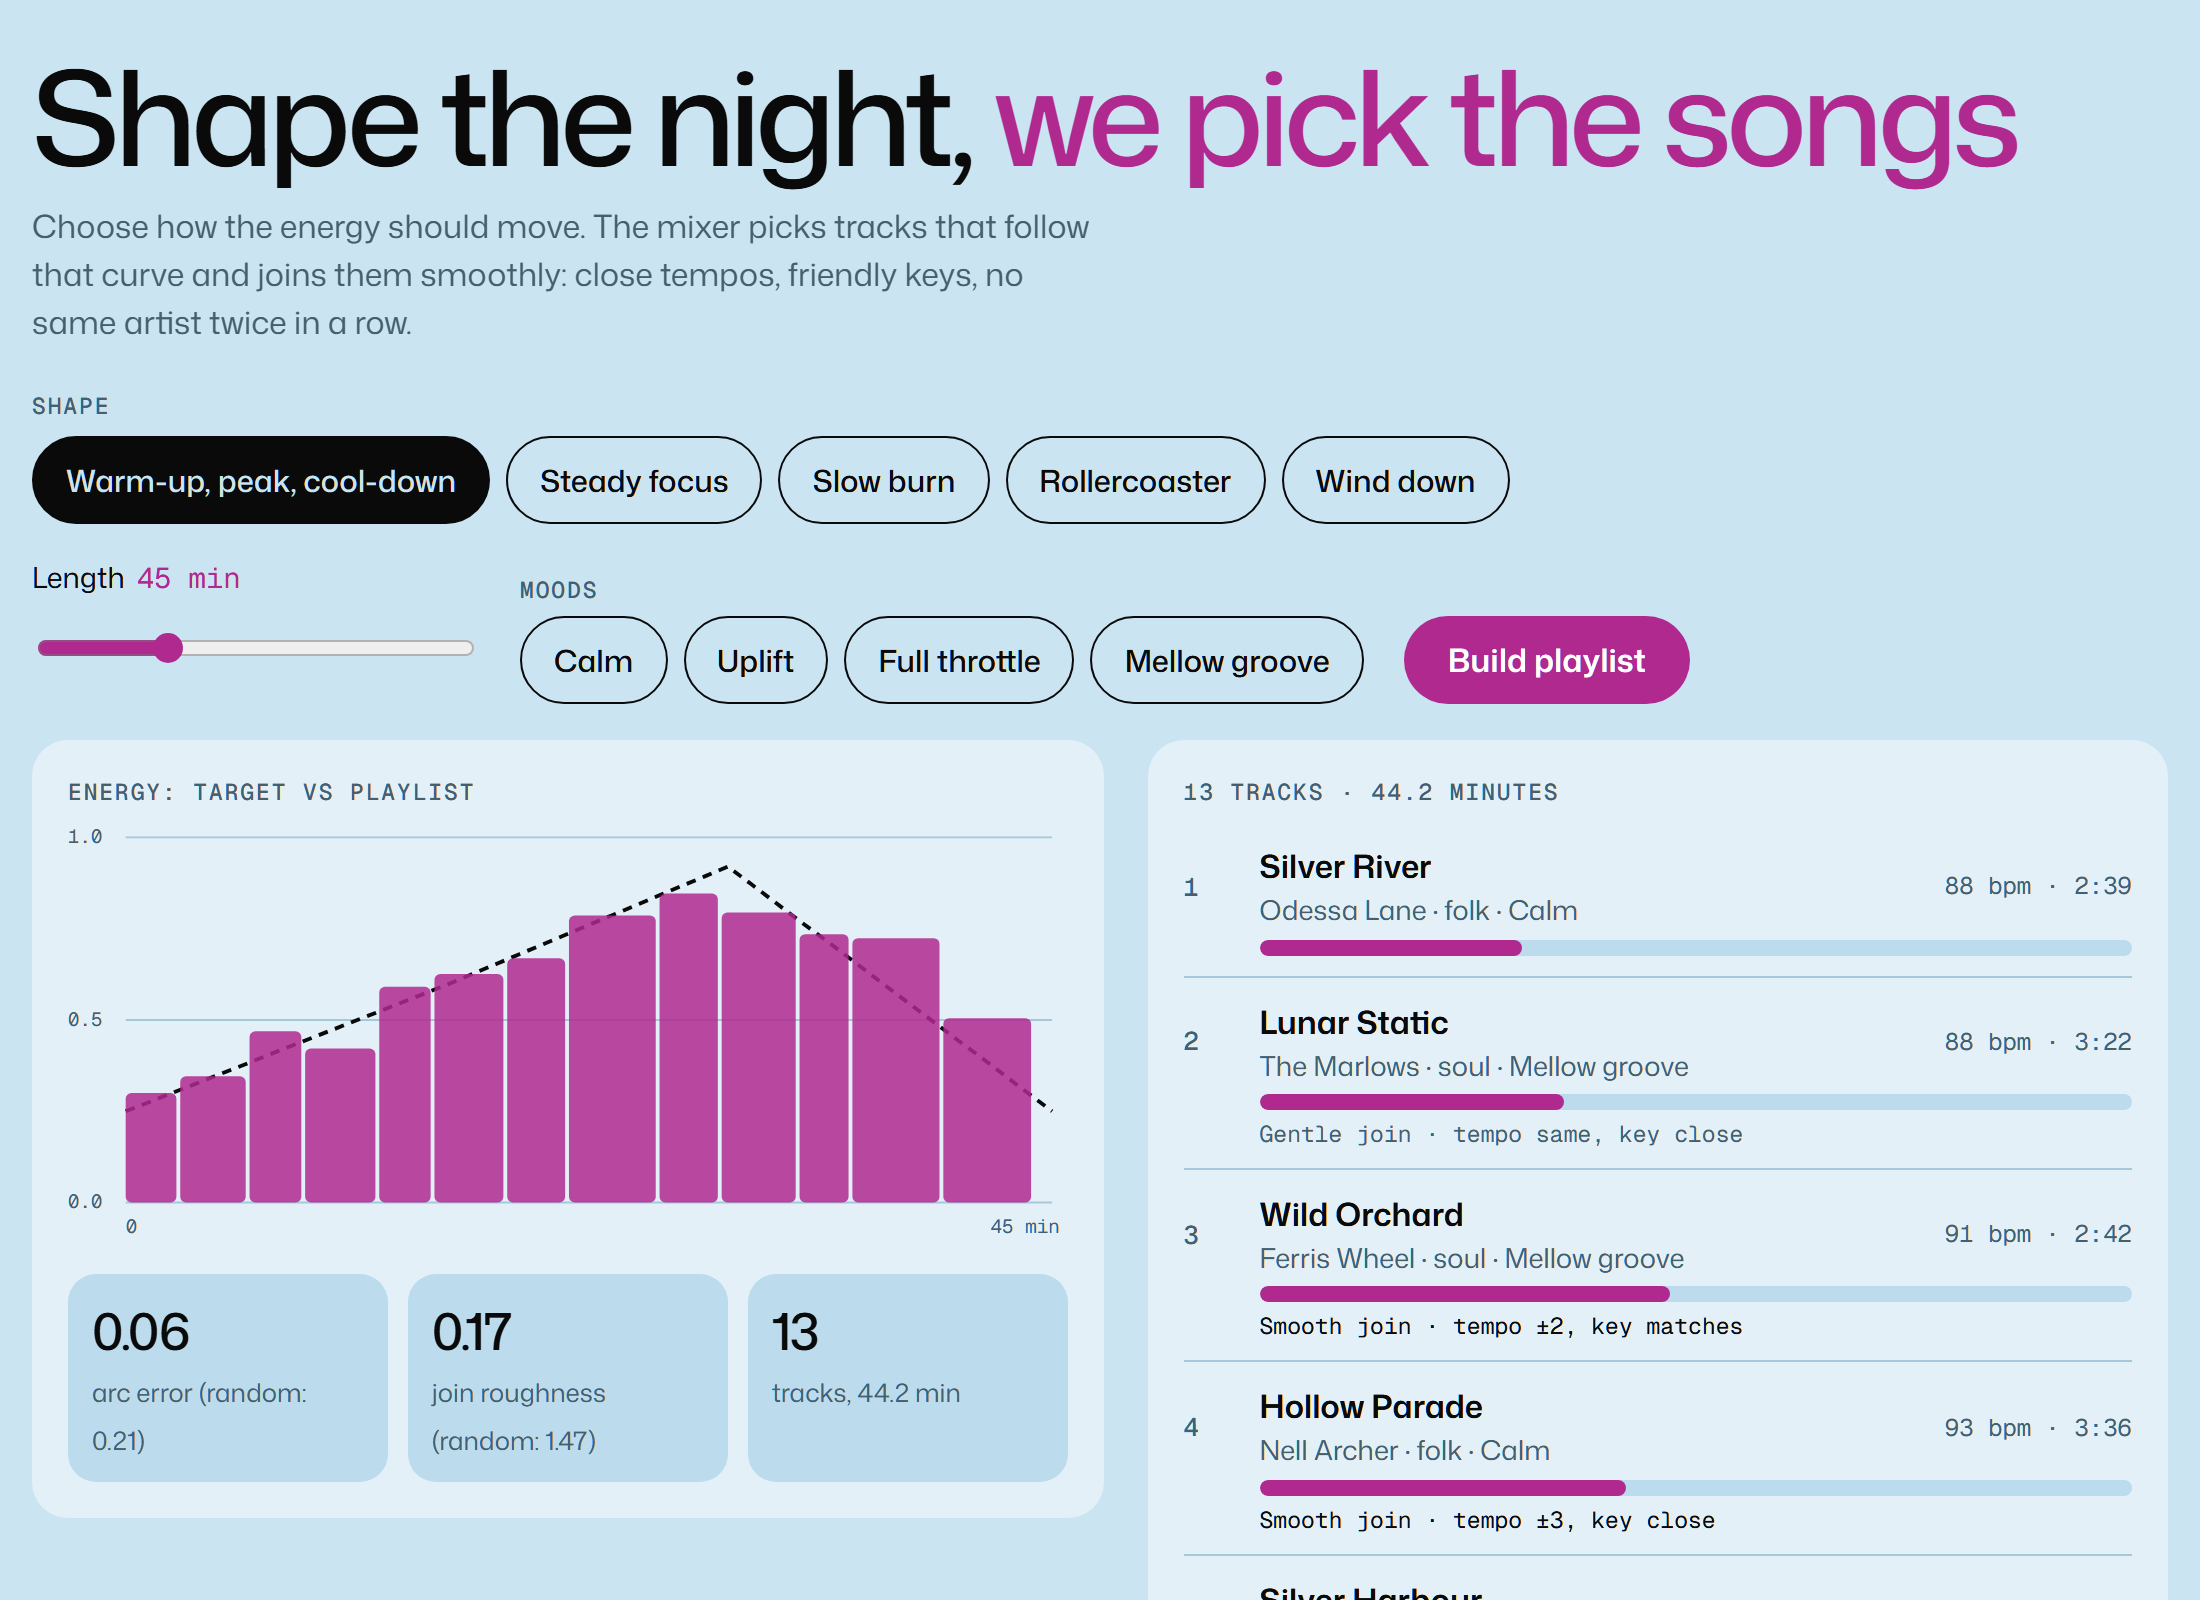 Shape the night, we pick the songs
Choose how the energy should move. The mixer picks tracks that follow
that curve and joins them smoothly: close tempos, friendly keys, no
same artist twice in a row.
SHAPE
Warm-up, peak, cool-down
Steady focus
Slow burn
Rollercoaster
Wind down
Length 45 min
MOODS
Calm
Uplift
Full throttle
Mellow groove
Build playlist
ENERGY: TARGET VS PLAYLIST
1.0
0.5
0.0
0
45 min
0.06
arc error (random:
0.21)
0.17
join roughness
(random: 1.47)
13
tracks, 44.2 min
13 TRACKS · 44.2 MINUTES
1
Silver River
Odessa Lane · folk · Calm
88 bpm · 2:39
2
Lunar Static
The Marlows · soul · Mellow groove
88 bpm · 3:22
Gentle join · tempo same, key close
3
Wild Orchard
Ferris Wheel · soul · Mellow groove
91 bpm · 2:42
Smooth join · tempo ±2, key matches
4
Hollow Parade
Nell Archer · folk · Calm
93 bpm · 3:36
Smooth join · tempo ±3, key close
Silver Harbour